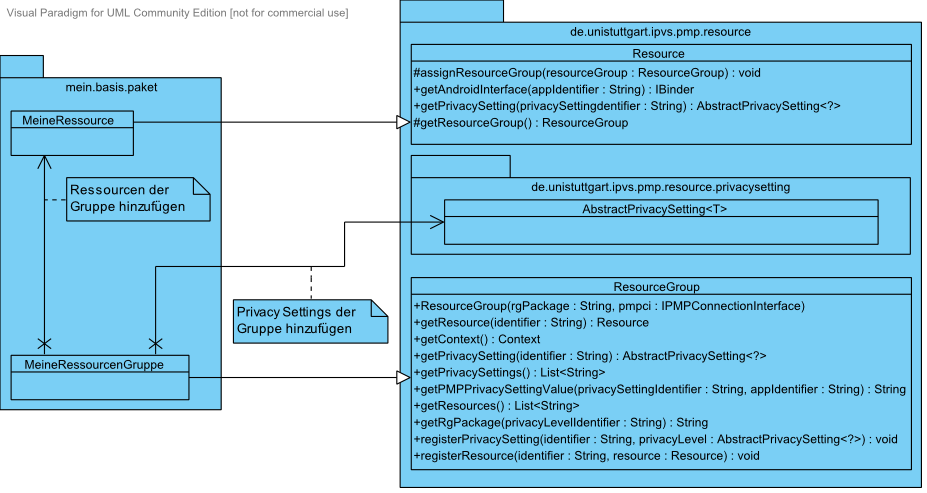 Visual Paradigm for UML Community Edition [not for commercial use]
de.unistuttgart.ipvs.pmp.resource
Resource
#assignResourceGroup(resourceGroup : ResourceGroup) : void
+getAndroidInterface(appIdentifier : String) : IBinder
+getPrivacySetting(privacySettingdentifier : String) : AbstractPrivacySetting<?>
#getResourceGroup() : ResourceGroup
mein.basis.paket
MeineRessource
Ressourcen der
Gruppe hinzufügen
de.unistuttgart.ipvs.pmp.resource.privacysetting
AbstractPrivacySetting<T>
Privacy Settings der
Gruppe hinzufügen
MeineRessourcenGruppe
ResourceGroup
+ResourceGroup(rgPackage : String, pmpci : IPMPConnectionInterface)
+getResource(identifier : String) : Resource
+getContext() : Context
+getPrivacySetting(identifier : String) : AbstractPrivacySetting<?>
+getPrivacySettings() : List<String>
+getPMPPrivacySettingValue(privacySettingIdentifier : String, appIdentifier : String) : String
+getResources() : List<String>
+getRgPackage(privacyLevelIdentifier : String) : String
+registerPrivacySetting(identifier : String, privacyLevel : AbstractPrivacySetting<?>) : void
+registerResource(identifier : String, resource : Resource) : void